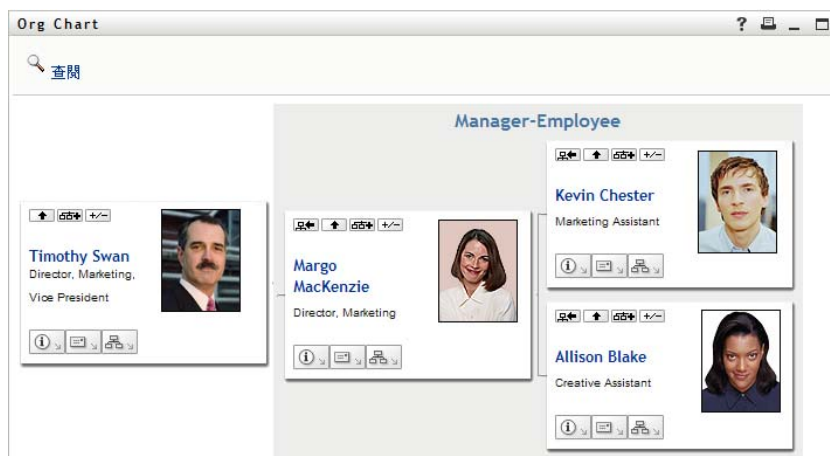 Org Chart
查閱
Manager-Employee
Timothy Swan
Director, Marketing,
Vice President
Margo
MacKenzie
Director, Marketing
Kevin Chester
Marketing Assistant
Allison Blake
Creative Assistant